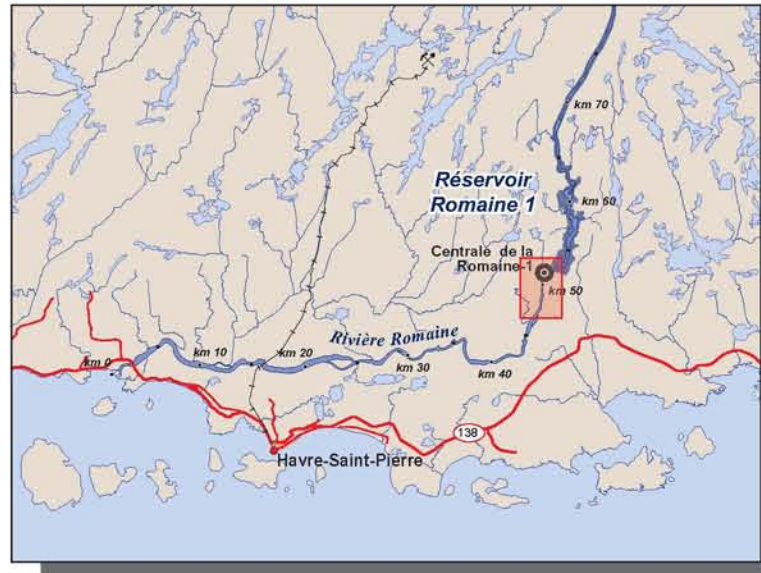 km 70
Réservoir
Romaine 1
km 60
Centrale de la
Romaine-1
km 50
Rivière Romaine
km 0
km 10
km 20
km 30
km 40
138
Havre-Saint-Pierre